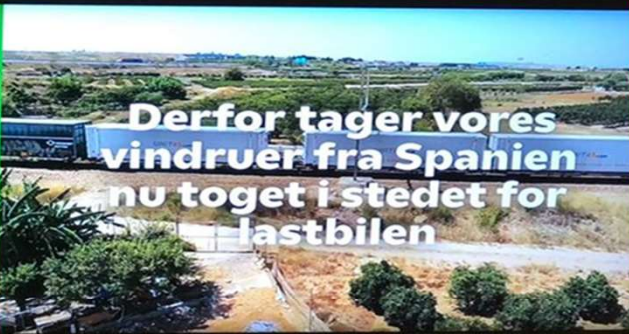 Derfor tager vores
vindruer fra Spanien
nu toget i stedet for
lastbilen